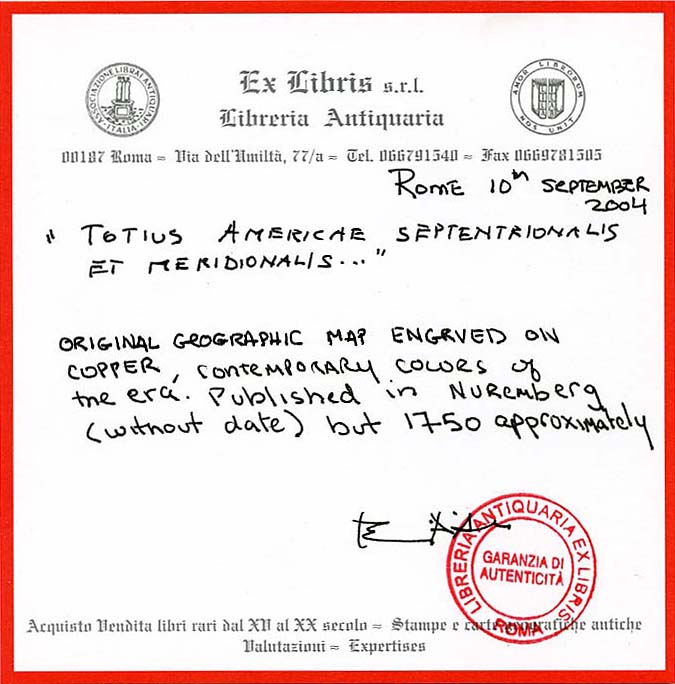 ASSOCIAZIONE LIBRAI ANTIQUARI
ITALIA
Ex Libris s.r.l.
Libreria Antiquaria
AMOR LIBRORUM
NOS UNIT
00187 Roma ≈ Via dell'Umiltà, 77/a ≈ Tel. 066791540 ≈ Fax 0669781505
ROME 10th SEPTEMBER
2004
" TOTIUS AMERICAE SEPTENTRIONALIS
ET MERIDIONALIS... "
ORIGINAL GEOGRAPHIC MAP ENGRVED ON
COPPER, contemporary colors of
the era. Published in Nuremberg
(without date) but 1750 approximately
LIBRERIA ANTIQUARIA EX LIBRIS
GARANZIA DI
AUTENTICITÀ
ROMA
Acquisto Vendita libri rari dal XV al XX secolo ≈ Stampe e carte geografiche antiche
Valutazioni ≈ Expertises